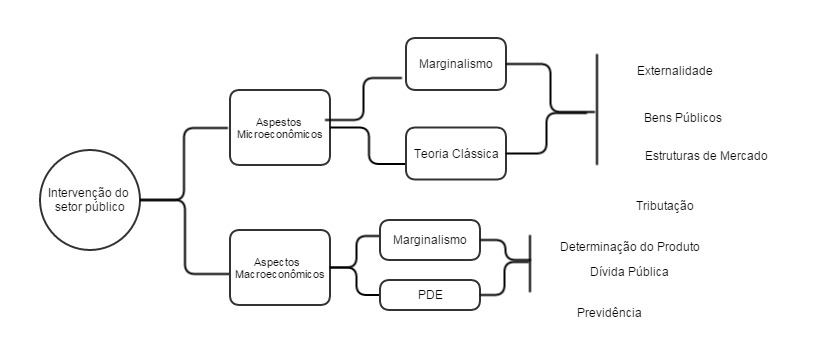 Intervenção do
setor público
Aspestos
Microeconômicos
Marginalismo
Teoria Clássica
Externalidade
Bens Públicos
Estruturas de Mercado
Tributação
Aspectos
Macroeconômicos
Marginalismo
PDE
Determinação do Produto
Dívida Pública
Previdência